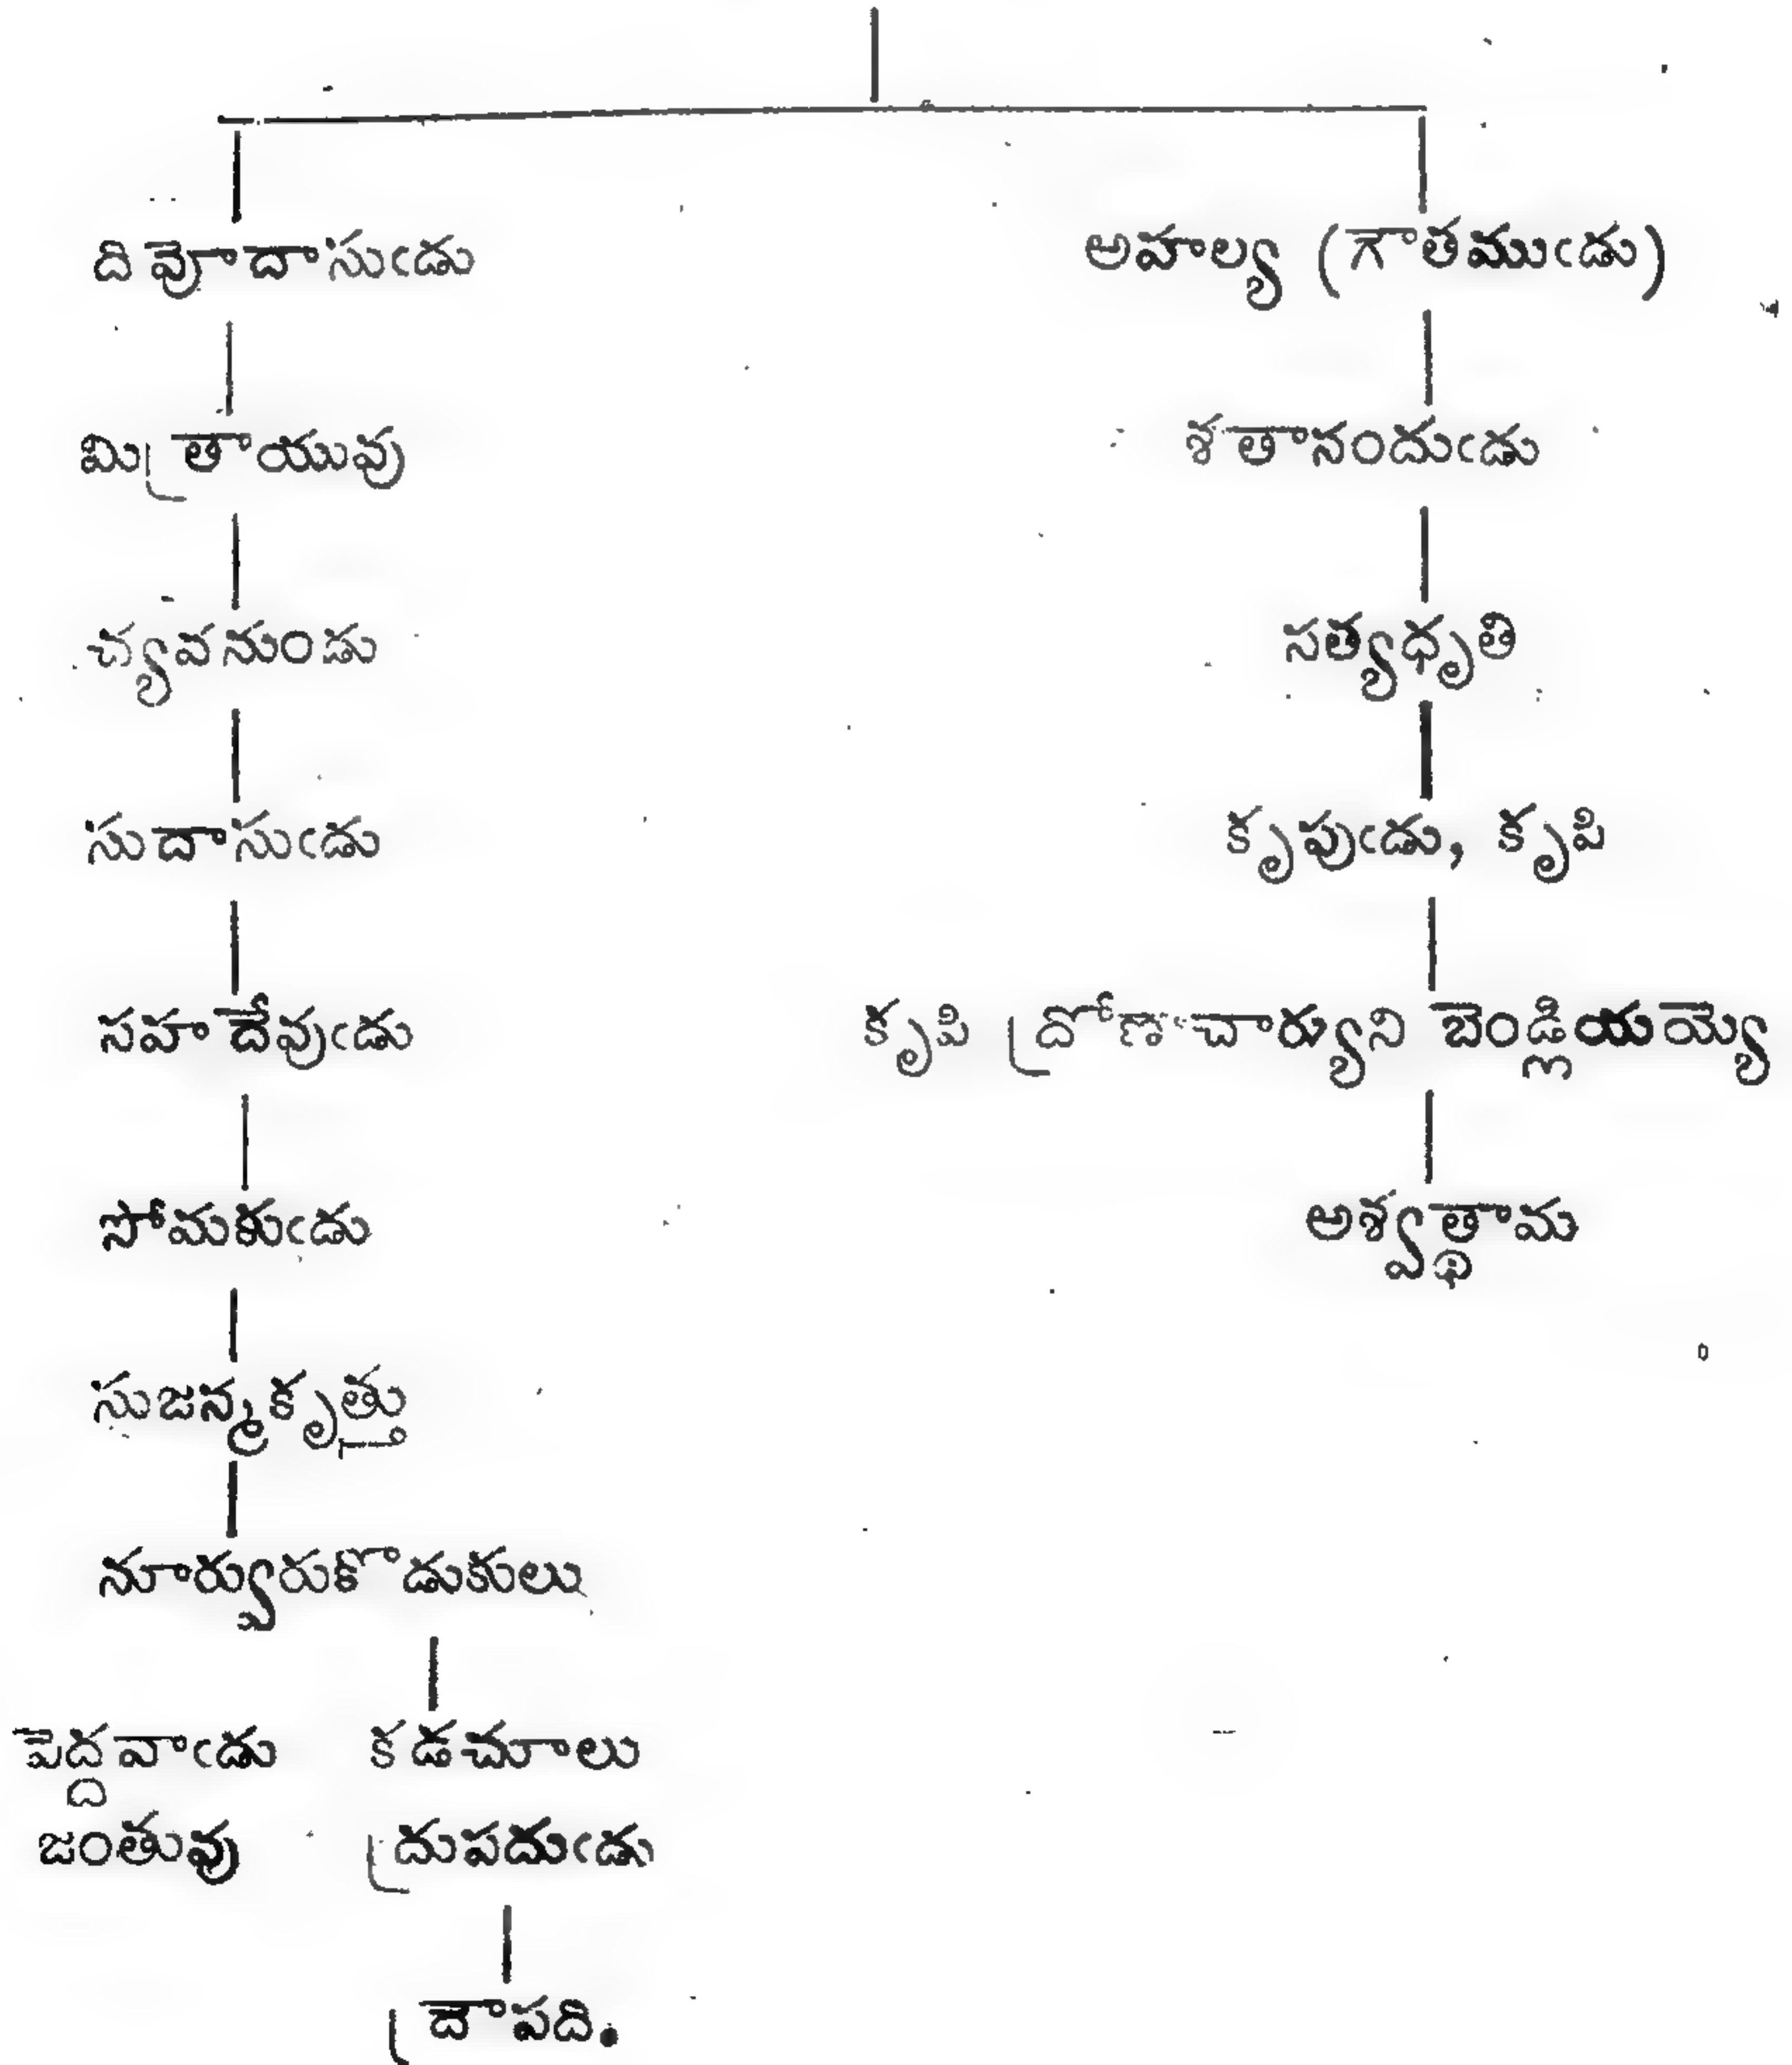 దివోదాసుఁడు
మిత్రాయువు
చ్యవనుండు
సుదాసుఁడు
సహదేవుఁడు
సోమకుఁడు
సుజన్మకృత్తు
నూర్వురుకొడుకులు
పెద్దవాఁడు
జంతువు
కడచూలు
ద్రుపదుఁడు
ద్రౌపది.
అహల్య (గౌతముఁడు)
శతానందుఁడు
సత్యధృతి
కృపుఁడు, కృపి
కృపి ద్రోణాచార్యుని బెండ్లియయ్యె
అశ్వత్థామ